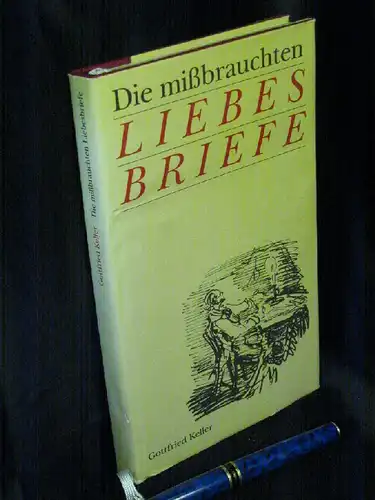 Die mißbrauchten
LIEBES
BRIEFE
Gottfried Keller
Gottfried Keller Die mißbrauchten Liebesbriefe